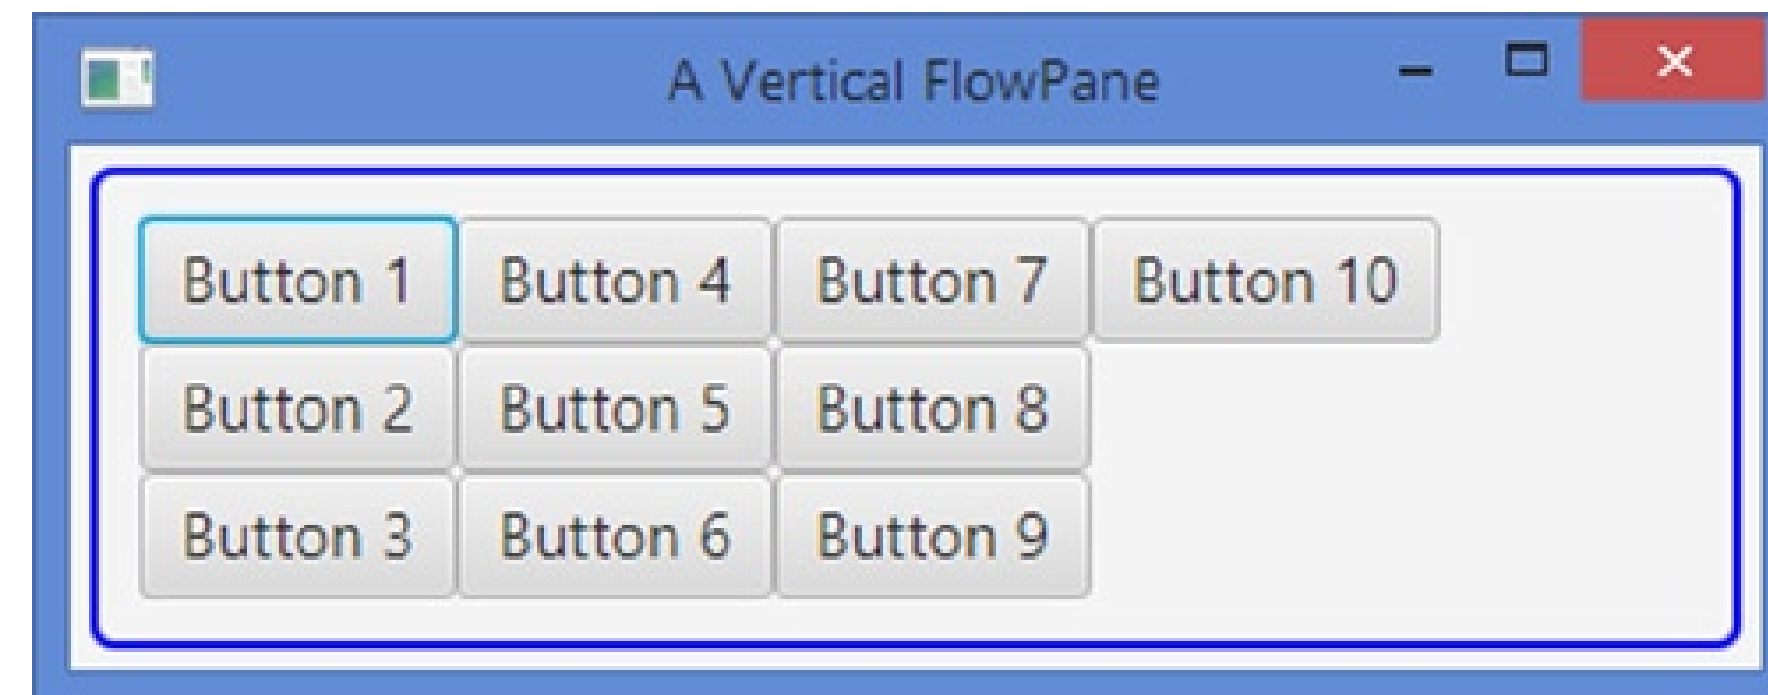 A Vertical FlowPane
Button 1 Button 4 Button 7 Button 10
Button 2 Button 5 Button 8
Button 3 Button 6 Button 9